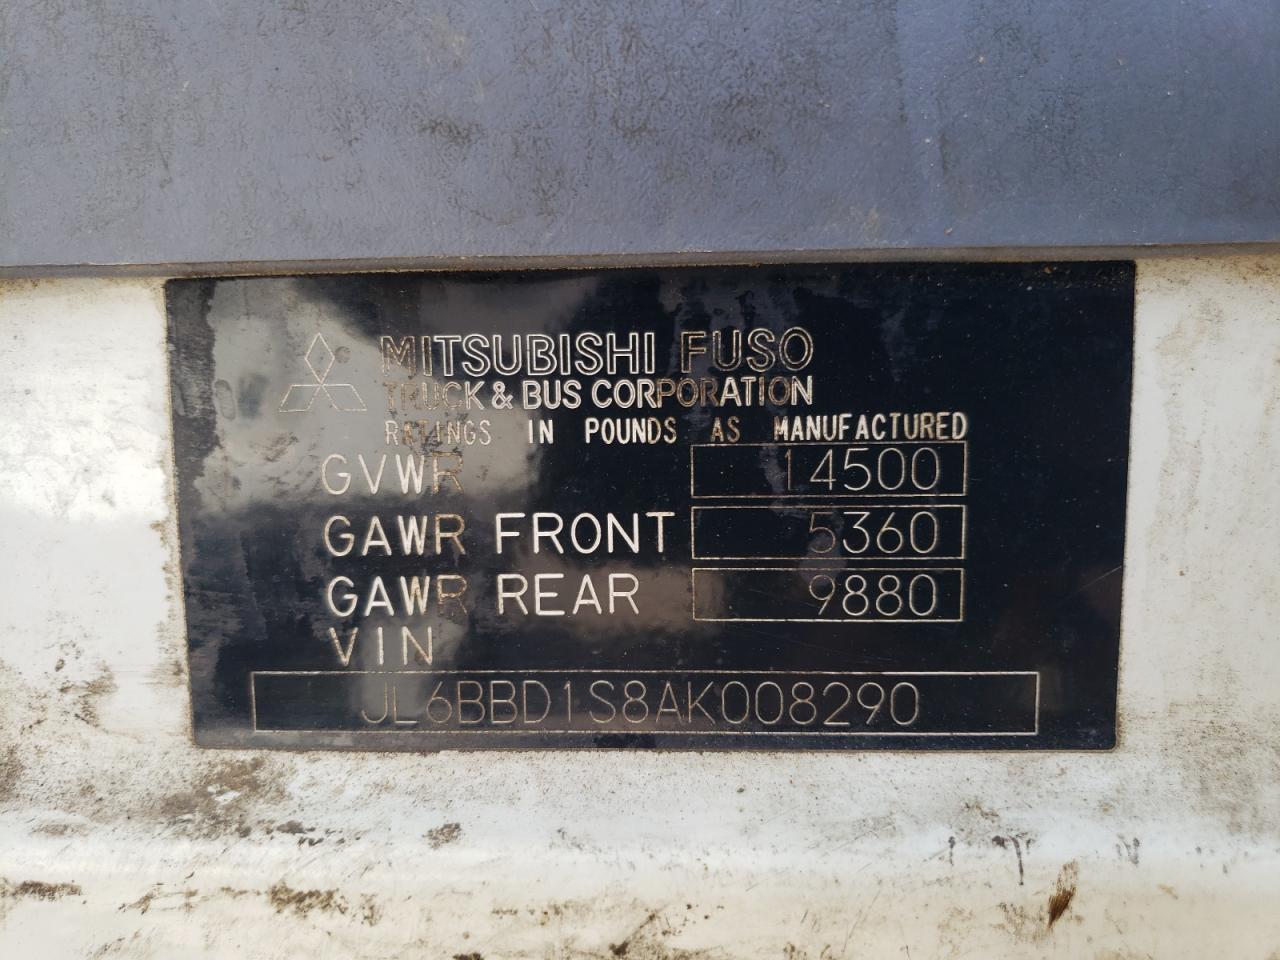 MITSUBISHI FUSO
TRUCK & BUS CORPORATION
RATINGS IN POUNDS AS MANUFACTURED
GVWR 14500
GAWR FRONT 5360
GAWR REAR 9880
VIN
JL6BBD1S8AK008290